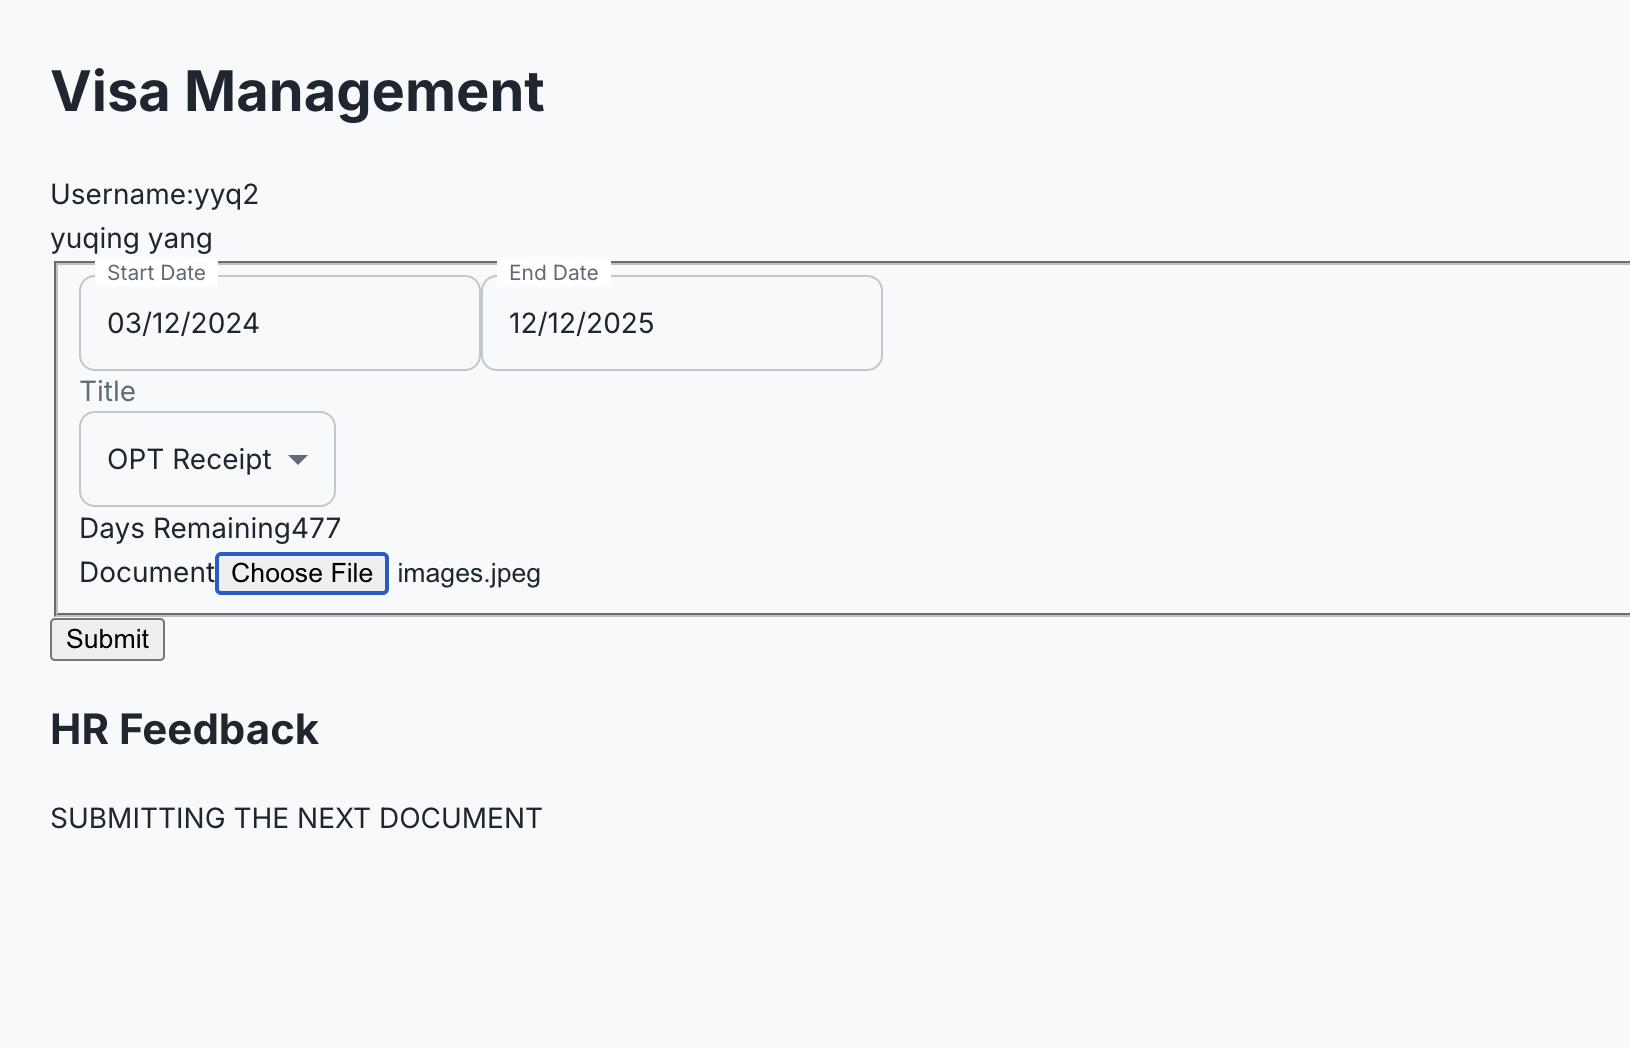 Visa Management
Username:yyq2
yuqing yang
Start Date End Date
03/12/2024 12/12/2025
Title
OPT Receipt
Days Remaining477
Document Choose File images.jpeg
Submit
HR Feedback
SUBMITTING THE NEXT DOCUMENT